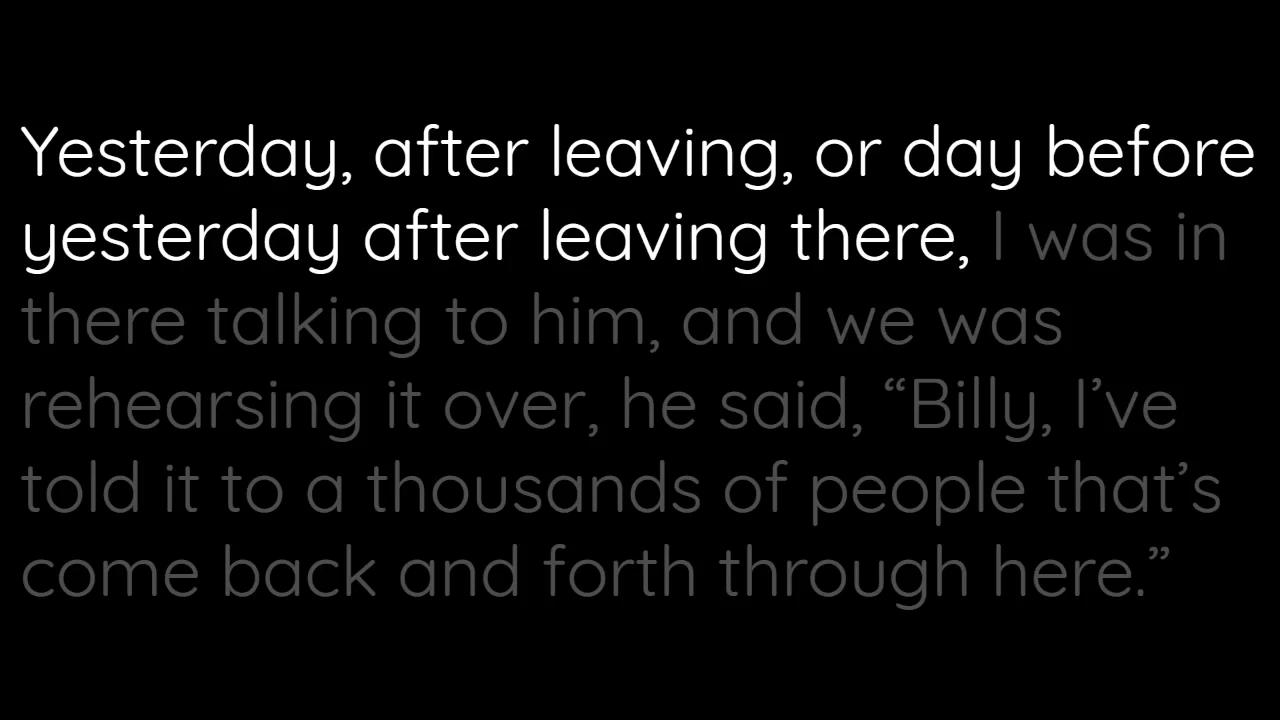 Yesterday, after leaving, or day before
yesterday after leaving there, I was in
there talking to him, and we was
rehearsing it over, he said, “Billy, I’ve
told it to a thousands of people that’s
come back and forth through here.”